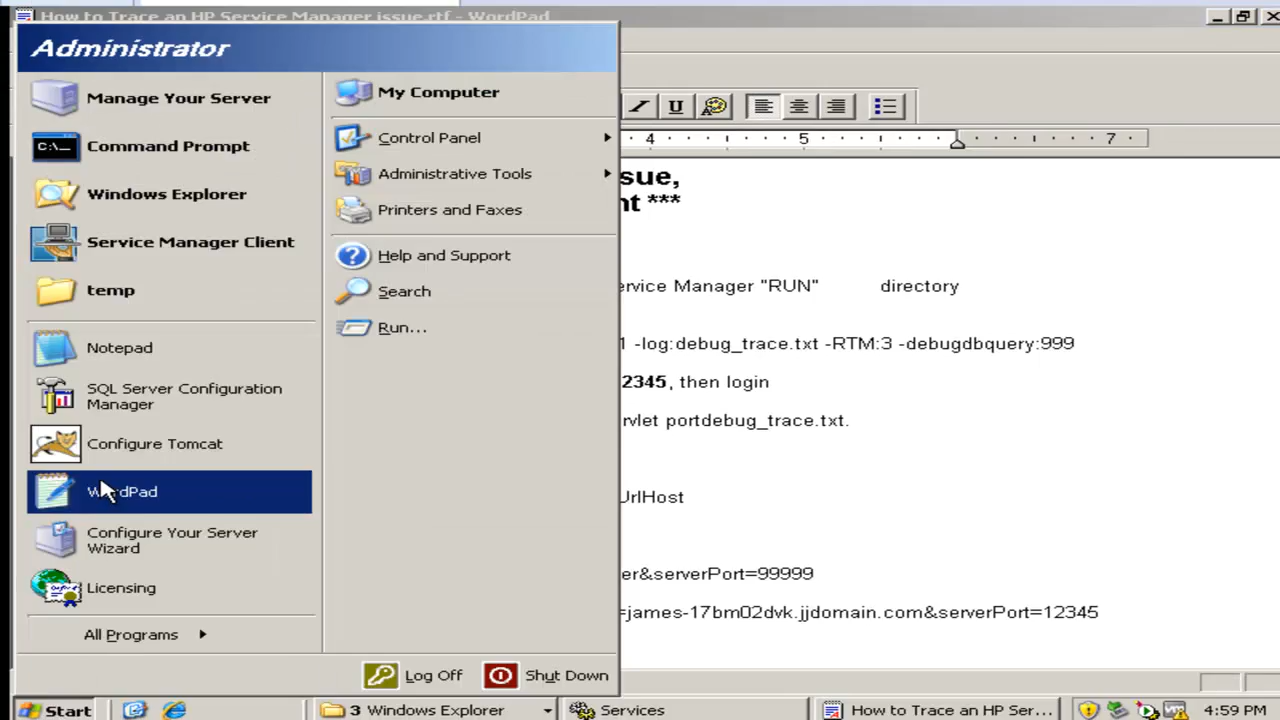 How to Trace an HP Service Manager issue.rtf - WordPad
Administrator
Manage Your Server
Command Prompt
Windows Explorer
Service Manager Client
temp
Notepad
SQL Server Configuration
Manager
Configure Tomcat
WordPad
Configure Your Server
Wizard
Licensing
All Programs
My Computer
Control Panel
Administrative Tools
Printers and Faxes
Help and Support
Search
Run...
Log Off
Shut Down
4 5 7
sue,
nt ***
ervice Manager "RUN" directory
1 -log:debug_trace.txt -RTM:3 -debugdbquery:999
2345, then login
rvlet portdebug_trace.txt.
UrlHost
er&serverPort=99999
=james-17bm02dvk.jjdomain.com&serverPort=12345
Start
3 Windows Explorer
Services
How to Trace an HP Ser...
4:59 PM